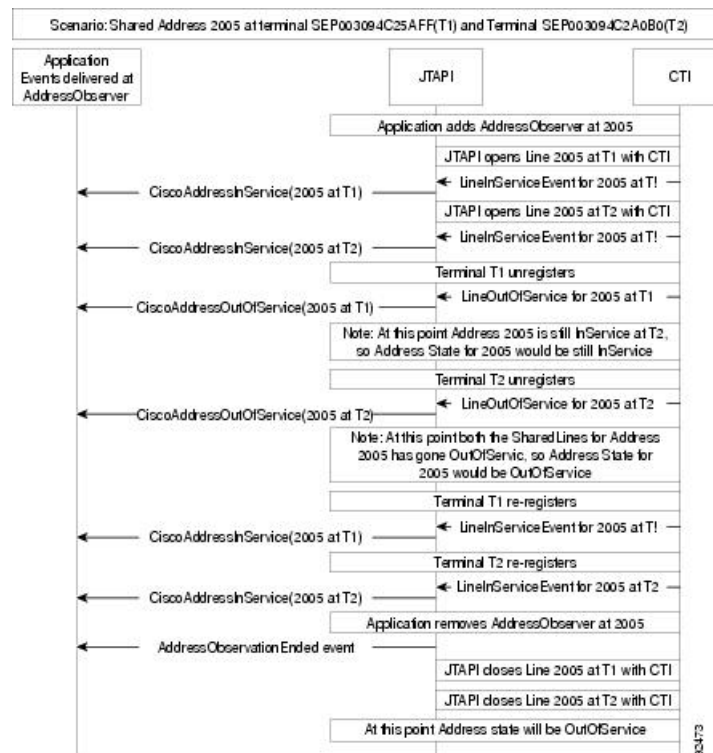 Scenario: Shared Address 2005 at terminal SEP003094C25AFF(T1) and Terminal SEP003094C2A0B0(T2)
Application
Events delivered at
AddressObserver
JTAPI
CTI
Application adds AddressObserver at 2005
JTAPI opens Line 2005 at T1 with CTI
LineInServiceEvent for 2005 at T!
CiscoAddressInService(2005 at T1)
JTAPI opens Line 2005 at T2 with CTI
LineInServiceEvent for 2005 at T!
CiscoAddressInService(2005 at T2)
Terminal T1 unregisters
LineOutOfService for 2005 at T1
CiscoAddressOutOfService(2005 at T1)
Note: At this point Address 2005 is still InService at T2,
so Address State for 2005 would be still InService
Terminal T2 unregisters
LineOutOfService for 2005 at T2
CiscoAddressOutOfService(2005 at T2)
Note: At this point both the SharedLines for Address
2005 has gone OutOfServic, so Address State for
2005 would be OutOfService
Terminal T1 re-registers
LineInServiceEvent for 2005 at T!
CiscoAddressInService(2005 at T1)
Terminal T2 re-registers
LineInServiceEvent for 2005 at T2
CiscoAddressInService(2005 at T2)
Application removes AddressObserver at 2005
AddressObservationEnded event
JTAPI closes Line 2005 at T1 with CTI
JTAPI closes Line 2005 at T2 with CTI
At this point Address state will be OutOfService